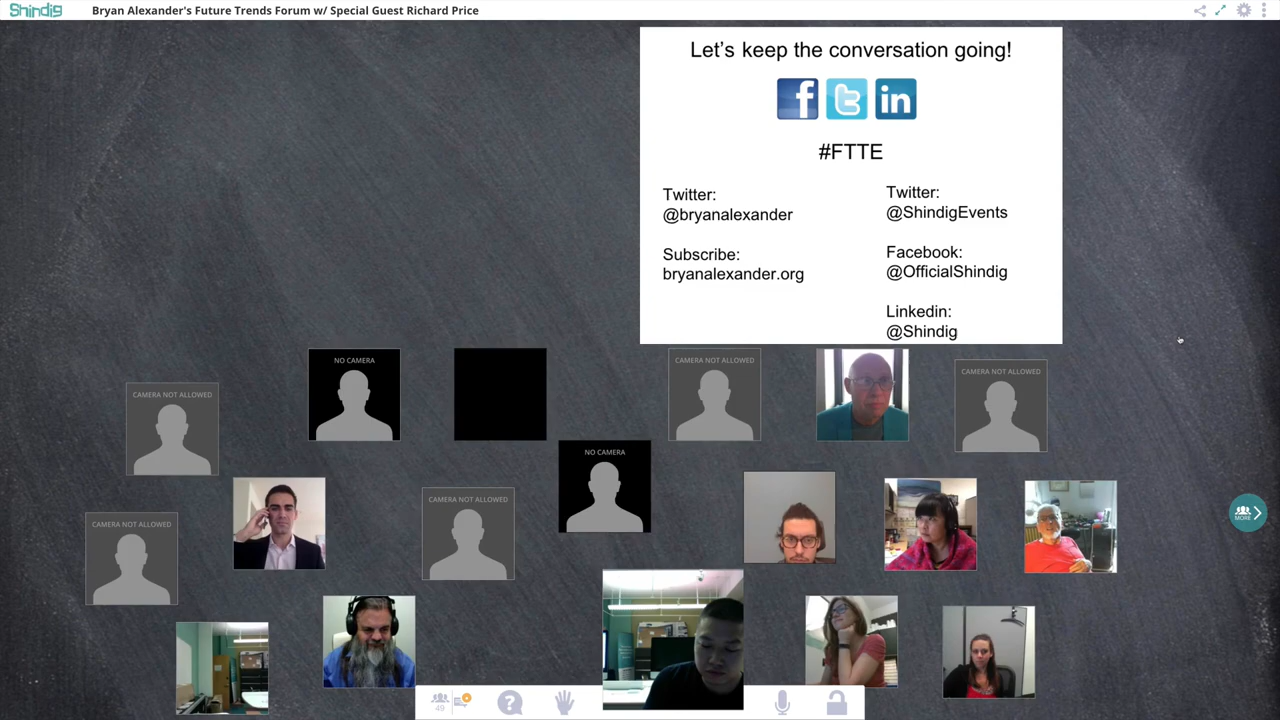 Shindig
Bryan Alexander's Future Trends Forum w/ Special Guest Richard Price
Let's keep the conversation going!
f t in
#FTTE
Twitter:
@bryanalexander
Subscribe:
bryanalexander.org
Twitter:
@ShindigEvents
Facebook:
@OfficialShindig
Linkedin:
@Shindig
NO CAMERA
CAMERA NOT ALLOWED
CAMERA NOT ALLOWED
CAMERA NOT ALLOWED
NO CAMERA
CAMERA NOT ALLOWED
CAMERA NOT ALLOWED
MORE
49
?